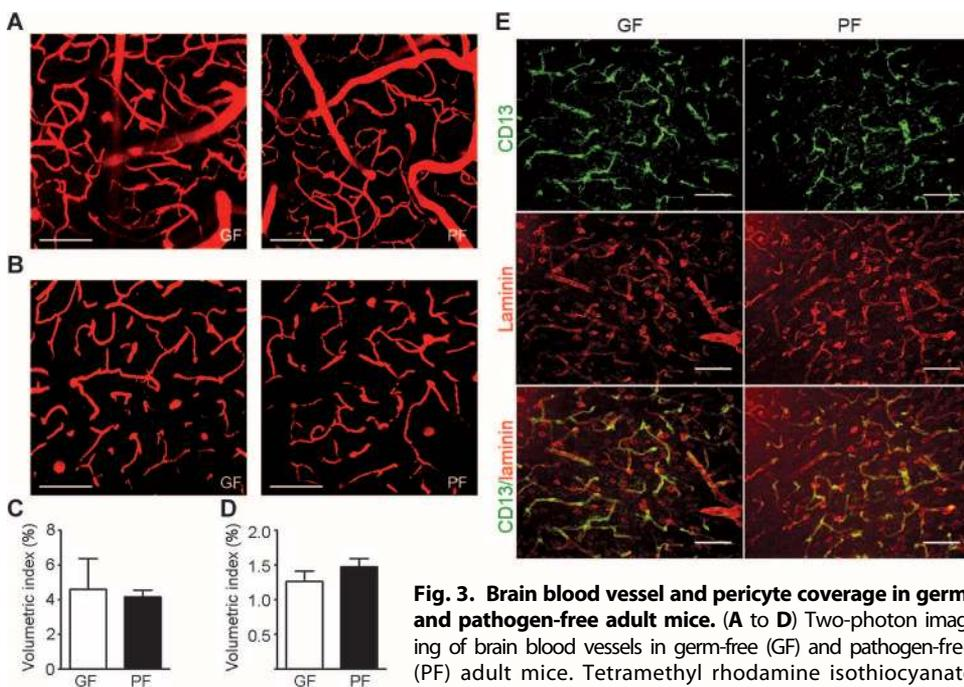 A
GF
PF
B
GF
PF
C
Volumetric index (%)
8
6
4
2
0
GF
PF
D
Volumetric index (%)
2.0
1.5
1.0
0.5
GF
PF
E
GF
PF
CD13
Laminin
CD13/laminin
Fig. 3. Brain blood vessel and pericyte coverage in germ-
and pathogen-free adult mice. (A to D) Two-photon imag-
ing of brain blood vessels in germ-free (GF) and pathogen-free
(PF) adult mice. Tetramethyl rhodamine isothiocyanate